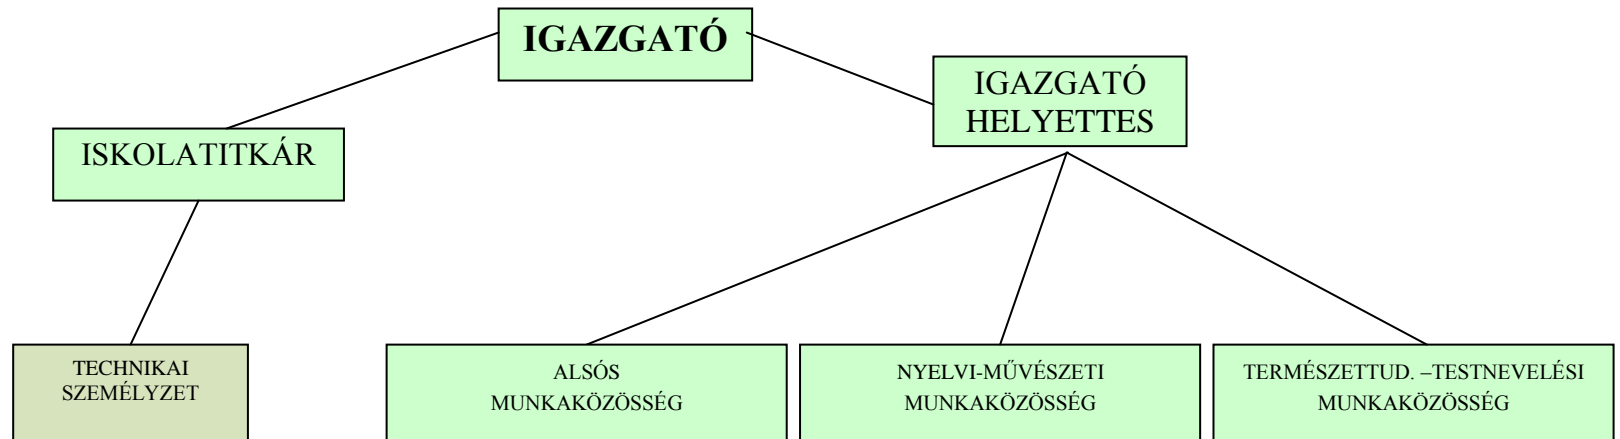 IGAZGATÓ
IGAZGATÓ
HELYETTES
ISKOLATITKÁR
TECHNIKAI
SZEMÉLYZET
ALSÓS
MUNKAKÖZÖSSÉG
NYELVI-MŰVÉSZETI
MUNKAKÖZÖSSÉG
TERMÉSZETTUD. –TESTNEVELÉSI
MUNKAKÖZÖSSÉG